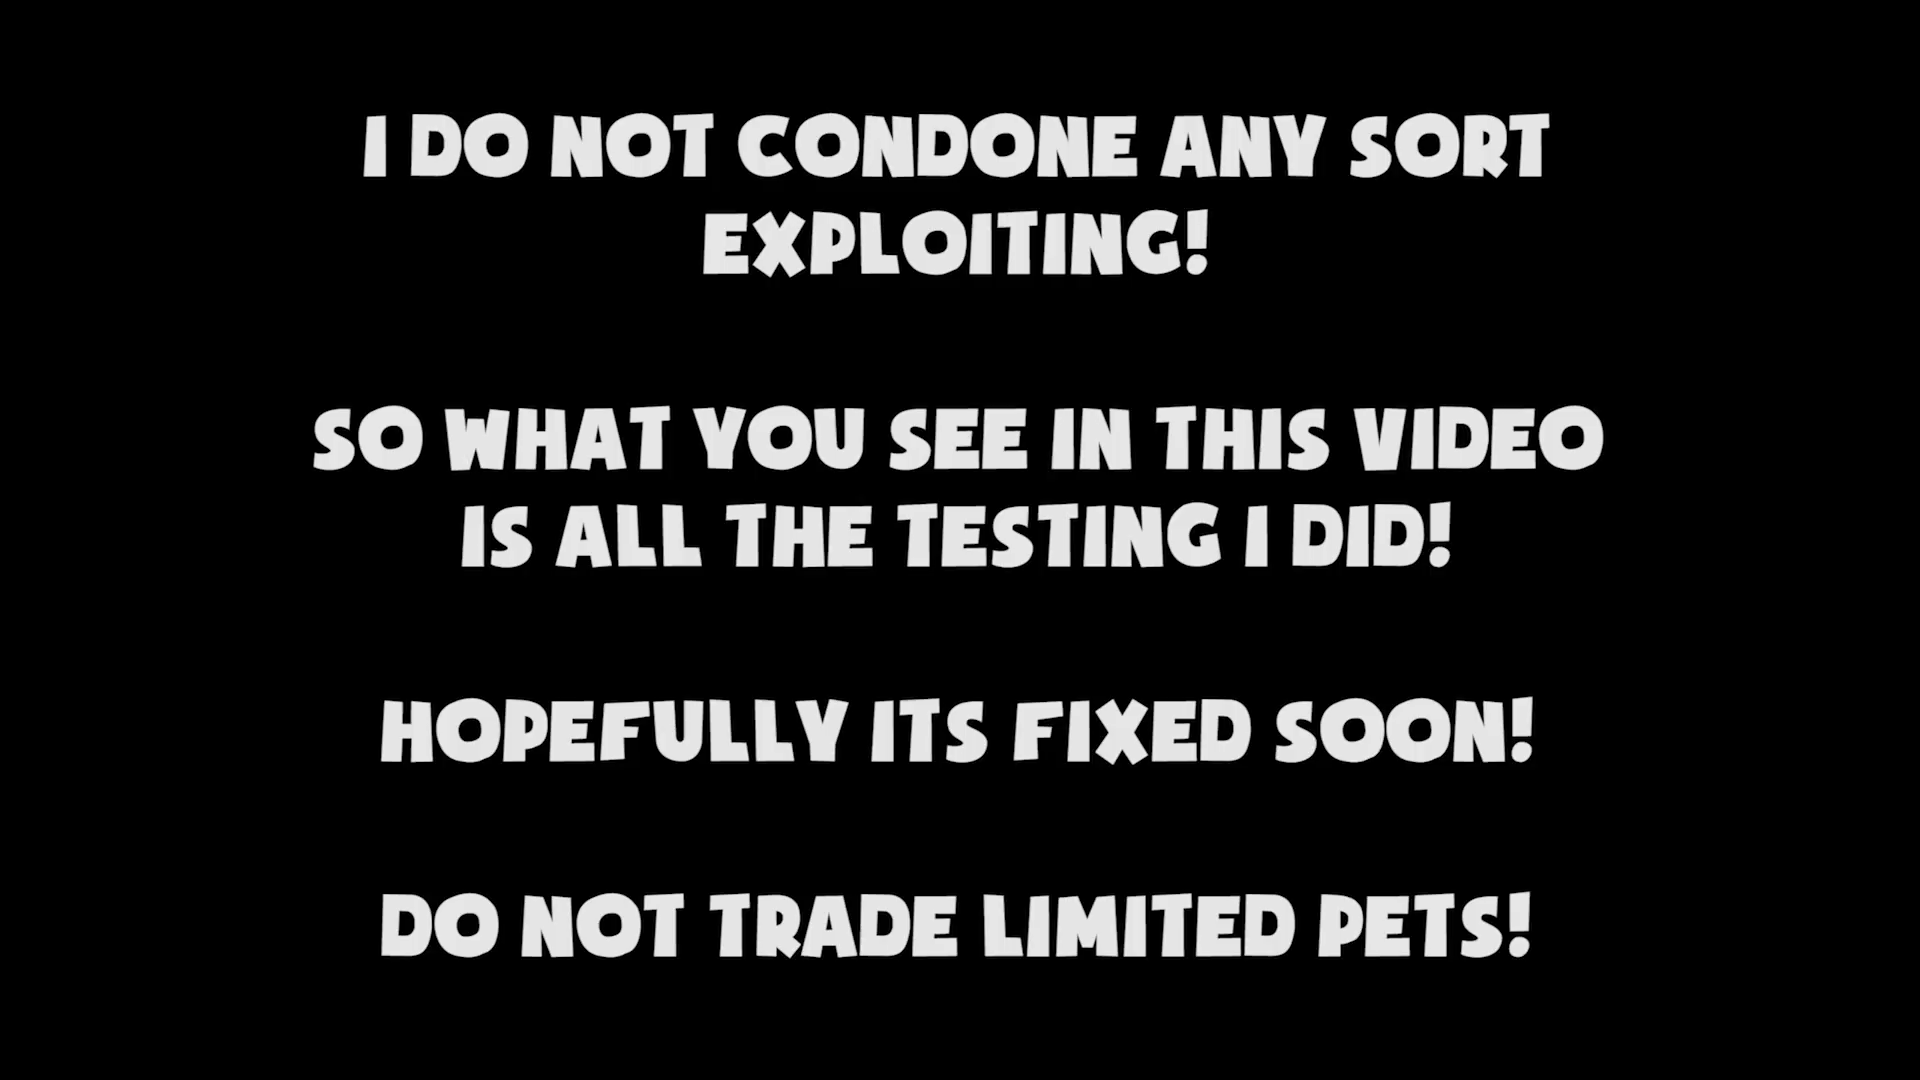 I DO NOT CONDONE ANY SORT
EXPLOITING!
SO WHAT YOU SEE IN THIS VIDEO
IS ALL THE TESTING I DID!
HOPEFULLY ITS FIXED SOON!
DO NOT TRADE LIMITED PETS!